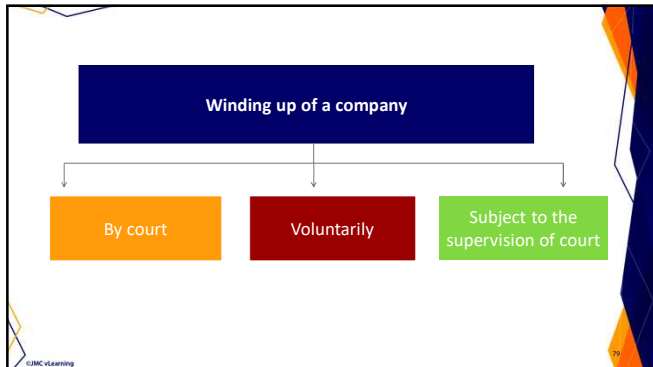 Winding up of a company
By court
Voluntarily
Subject to the
supervision of court
©JMC vLearning
79